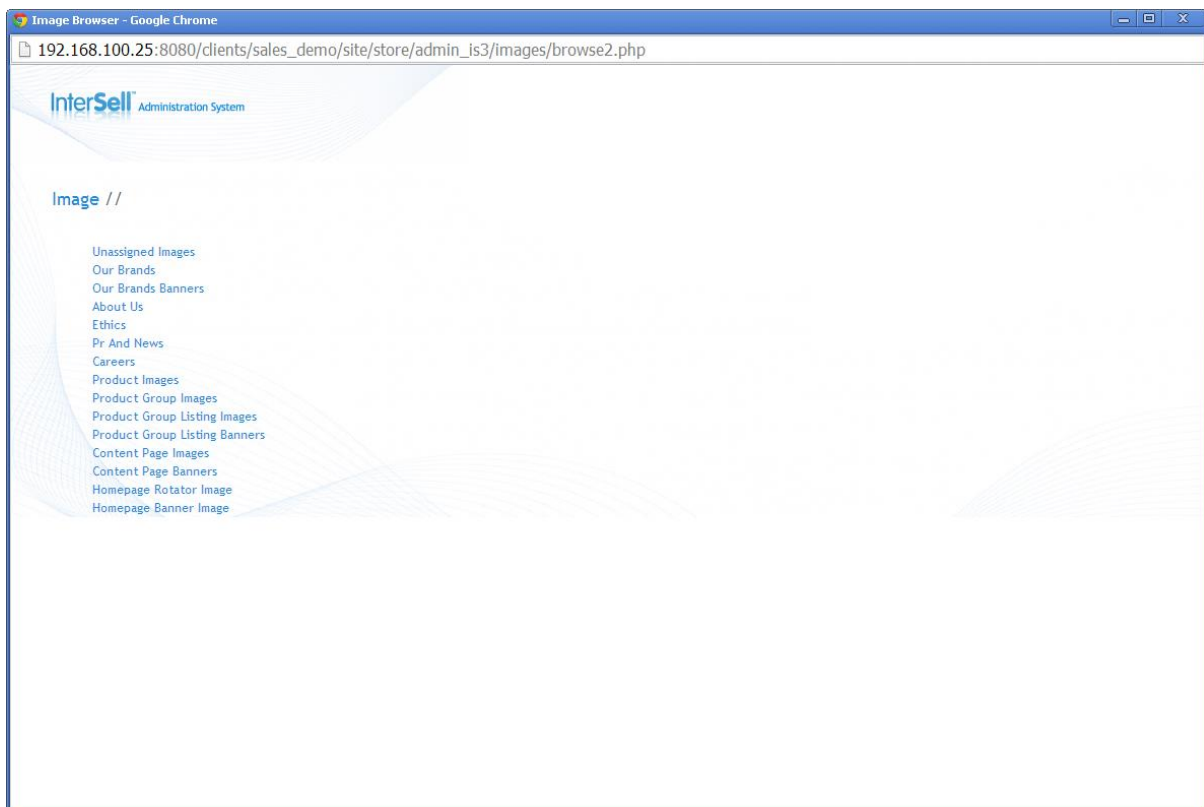 Image Browser - Google Chrome
192.168.100.25:8080/clients/sales_demo/site/store/admin_is3/images/browse2.php
InterSell™ Administration System
Image //
Unassigned Images
Our Brands
Our Brands Banners
About Us
Ethics
Pr And News
Careers
Product Images
Product Group Images
Product Group Listing Images
Product Group Listing Banners
Content Page Images
Content Page Banners
Homepage Rotator Image
Homepage Banner Image